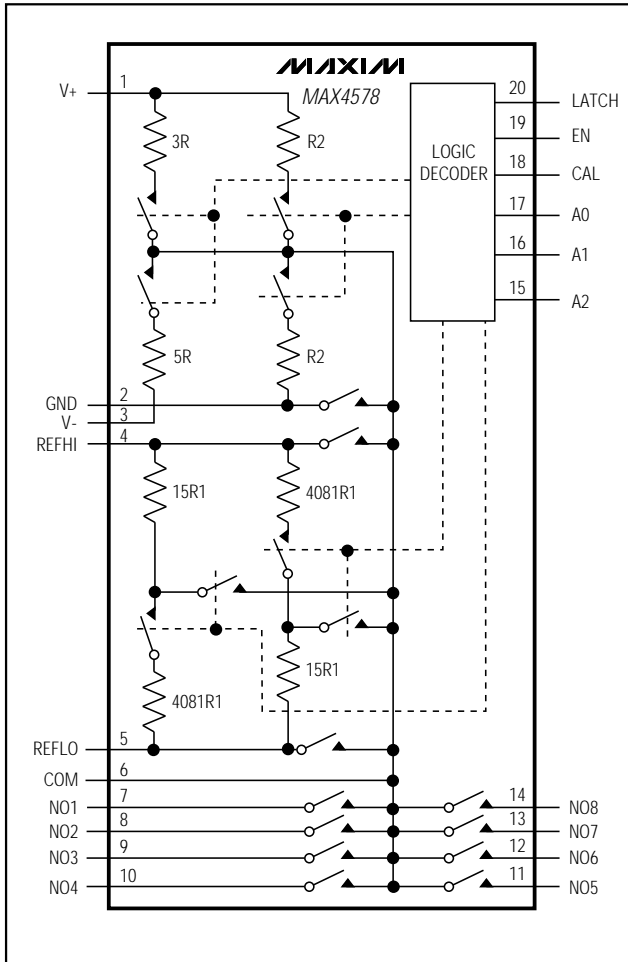 MAXIM
MAX4578
V+ 1
20 LATCH
19 EN
18 CAL
17 A0
16 A1
15 A2
LOGIC
DECODER
3R R2
5R R2
GND 2
V- 3
REFHI 4
15R1 4081R1
4081R1 15R1
REFLO 5
COM 6
NO1 7 14 NO8
NO2 8 13 NO7
NO3 9 12 NO6
NO4 10 11 NO5